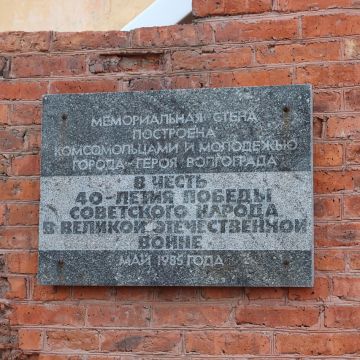 МЕМОРИАЛЬНАЯ СТЕНА
ПОСТРОЕНА
КОМСОМОЛЬЦАМИ И МОЛОДЕЖЬЮ
ГОРОДА-ГЕРОЯ ВОЛГОГРАДА
В ЧЕСТЬ
40-ЛЕТИЯ ПОБЕДЫ
СОВЕТСКОГО НАРОДА
В ВЕЛИКОЙ ОТЕЧЕСТВЕННОЙ
ВОЙНЕ
МАЙ 1985 ГОДА